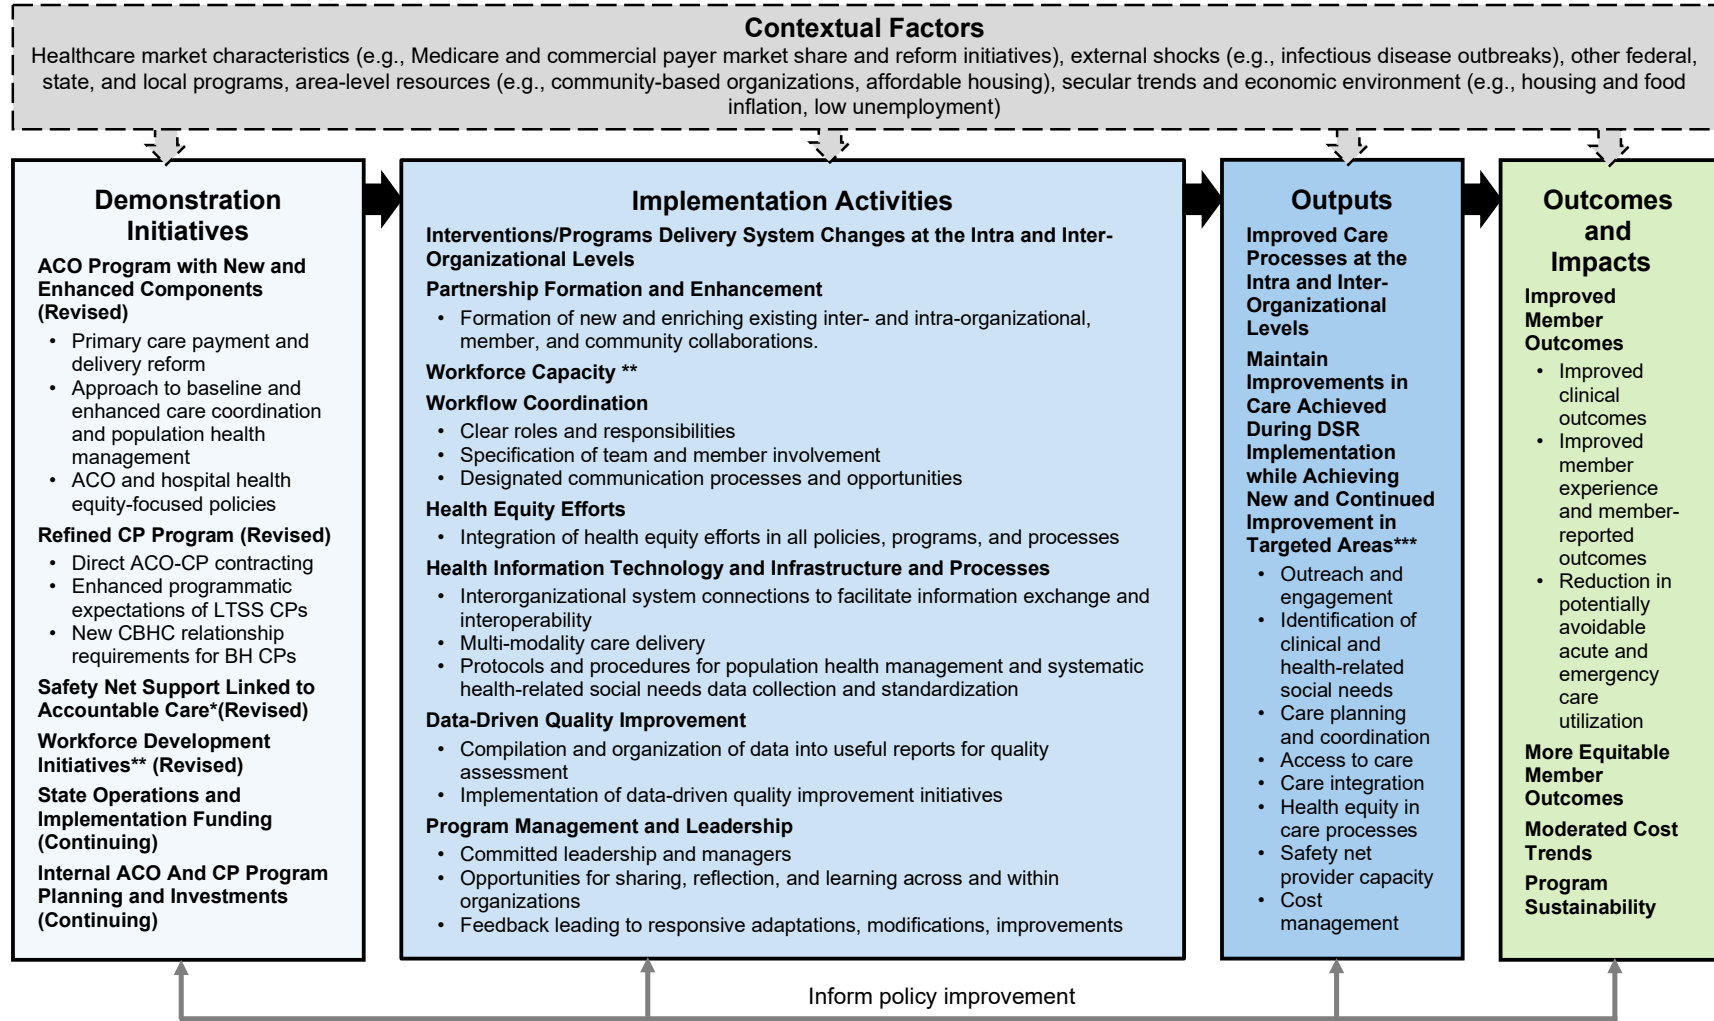 Contextual Factors
Healthcare market characteristics (e.g., Medicare and commercial payer market share and reform initiatives), external shocks (e.g., infectious disease outbreaks), other federal,
state, and local programs, area-level resources (e.g., community-based organizations, affordable housing), secular trends and economic environment (e.g., housing and food
inflation, low unemployment)
Demonstration
Initiatives
ACO Program with New and
Enhanced Components
(Revised)
• Primary care payment and
delivery reform
• Approach to baseline and
enhanced care coordination
and population health
management
• ACO and hospital health
equity-focused policies
Refined CP Program (Revised)
• Direct ACO-CP contracting
• Enhanced programmatic
expectations of LTSS CPs
• New CBHC relationship
requirements for BH CPs
Safety Net Support Linked to
Accountable Care*(Revised)
Workforce Development
Initiatives** (Revised)
State Operations and
Implementation Funding
(Continuing)
Internal ACO And CP Program
Planning and Investments
(Continuing)
Implementation Activities
Interventions/Programs Delivery System Changes at the Intra and Inter-
Organizational Levels
Partnership Formation and Enhancement
• Formation of new and enriching existing inter- and intra-organizational,
member, and community collaborations.
Workforce Capacity **
Workflow Coordination
• Clear roles and responsibilities
• Specification of team and member involvement
• Designated communication processes and opportunities
Health Equity Efforts
• Integration of health equity efforts in all policies, programs, and processes
Health Information Technology and Infrastructure and Processes
• Interorganizational system connections to facilitate information exchange and
interoperability
• Multi-modality care delivery
• Protocols and procedures for population health management and systematic
health-related social needs data collection and standardization
Data-Driven Quality Improvement
• Compilation and organization of data into useful reports for quality
assessment
• Implementation of data-driven quality improvement initiatives
Program Management and Leadership
• Committed leadership and managers
• Opportunities for sharing, reflection, and learning across and within
organizations
• Feedback leading to responsive adaptations, modifications, improvements
Outputs
Improved Care
Processes at the
Intra and Inter-
Organizational
Levels
Maintain
Improvements in
Care Achieved
During DSR
Implementation
while Achieving
New and Continued
Improvement in
Targeted Areas***
• Outreach and
engagement
• Identification of
clinical and
health-related
social needs
• Care planning
and coordination
• Access to care
• Care integration
• Health equity in
care processes
• Safety net
provider capacity
• Cost
management
Outcomes
and
Impacts
Improved
Member
Outcomes
• Improved
clinical
outcomes
• Improved
member
experience
and member-
reported
outcomes
• Reduction in
potentially
avoidable
acute and
emergency
care
utilization
More Equitable
Member
Outcomes
Moderated Cost
Trends
Program
Sustainability
Inform policy improvement